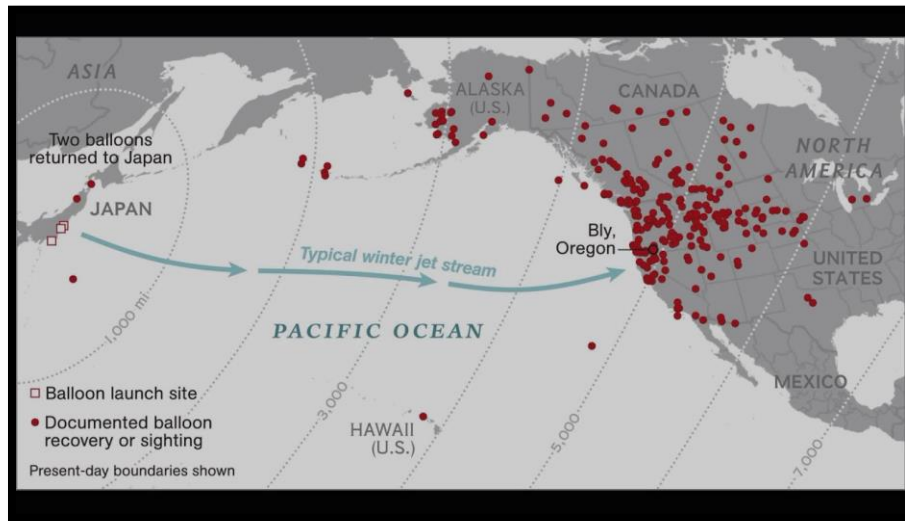 ASIA
ALASKA
(U.S.)
CANADA
Two balloons
returned to Japan
NORTH
AMERICA
JAPAN
Bly,
Oregon
Typical winter jet stream
UNITED
STATES
1,000 mi
PACIFIC OCEAN
MEXICO
Balloon launch site
3,000
Documented balloon
recovery or sighting
HAWAII
(U.S.)
5,000
7,000
Present-day boundaries shown